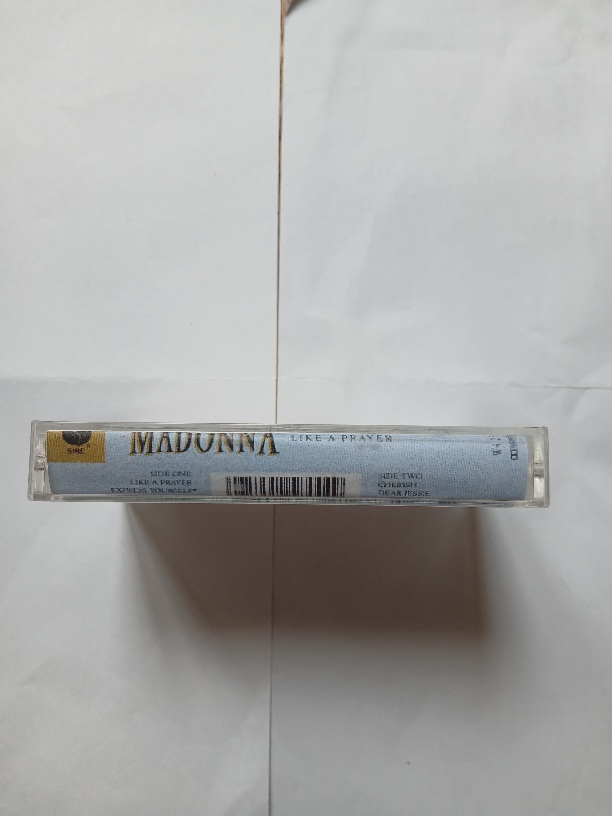 SIRE
MADONNA LIKE A PRAYER
SIDE ONE
LIKE A PRAYER
EXPRESS YOURSELF
SIDE TWO
CHERISH
DEAR JESSIE